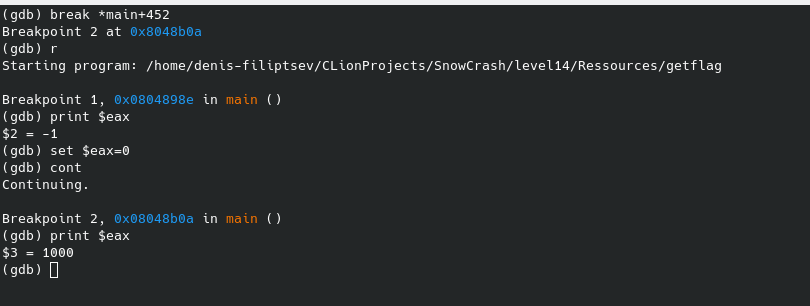 (gdb) break *main+452
Breakpoint 2 at 0x8048b0a
(gdb) r
Starting program: /home/denis-filiptsev/CLionProjects/SnowCrash/level14/Ressources/getflag

Breakpoint 1, 0x0804898e in main ()
(gdb) print $eax
$2 = -1
(gdb) set $eax=0
(gdb) cont
Continuing.

Breakpoint 2, 0x08048b0a in main ()
(gdb) print $eax
$3 = 1000
(gdb)